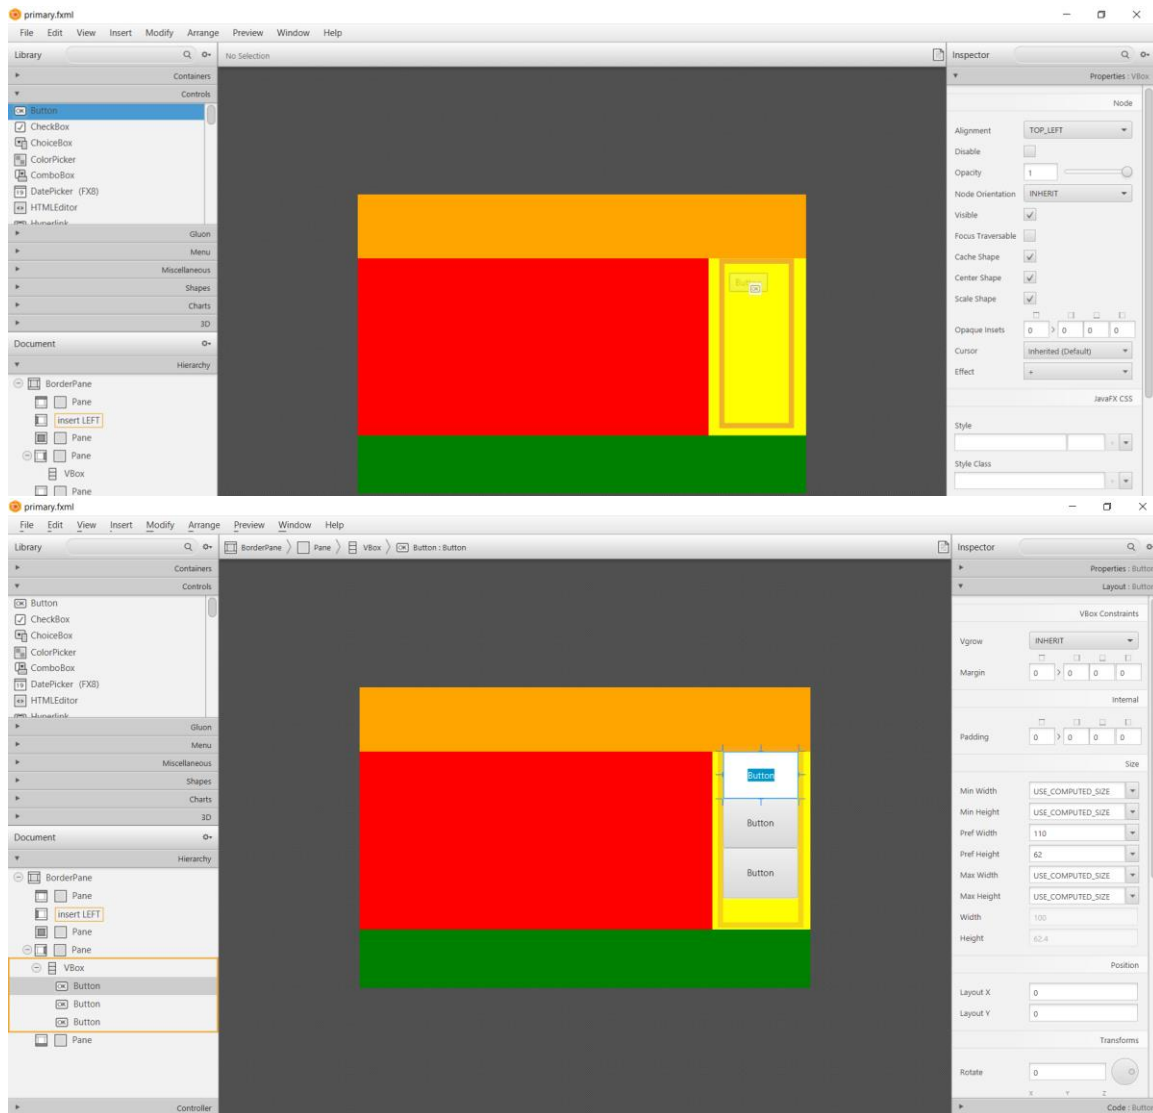 primary.fxml
File Edit View Insert Modify Arrange Preview Window Help
Library
No Selection
Inspector
Containers
Properties : VBox
Controls
Node
Button
CheckBox
ChoiceBox
ColorPicker
ComboBox
DatePicker (FX8)
HTMLEditor
Hyperlink
Gluon
Menu
Miscellaneous
Shapes
Charts
3D
Document
Hierarchy
BorderPane
Pane
insert LEFT
Pane
Pane
VBox
Pane
Button
Alignment TOP_LEFT
Disable
Opacity 1
Node Orientation INHERIT
Visible
Focus Traversable
Cache Shape
Center Shape
Scale Shape
Opaque Insets 0 0 0 0
Cursor Inherited (Default)
Effect +
JavaFX CSS
Style
Style Class
primary.fxml
File Edit View Insert Modify Arrange Preview Window Help
Library
BorderPane Pane VBox Button : Button
Inspector
Containers
Properties : Button
Controls
Layout : Button
Button
CheckBox
ChoiceBox
ColorPicker
ComboBox
DatePicker (FX8)
HTMLEditor
Hyperlink
Gluon
Menu
Miscellaneous
Shapes
Charts
3D
Document
Hierarchy
BorderPane
Pane
insert LEFT
Pane
Pane
VBox
Button
Button
Button
Pane
Controller
Button
Button
Button
VBox Constraints
Vgrow INHERIT
Margin 0 0 0 0
Internal
Padding 0 0 0 0
Size
Min Width USE_COMPUTED_SIZE
Min Height USE_COMPUTED_SIZE
Pref Width 110
Pref Height 62
Max Width USE_COMPUTED_SIZE
Max Height USE_COMPUTED_SIZE
Width 100
Height 62.4
Position
Layout X 0
Layout Y 0
Transforms
Rotate 0
X Y Z
Code : Button